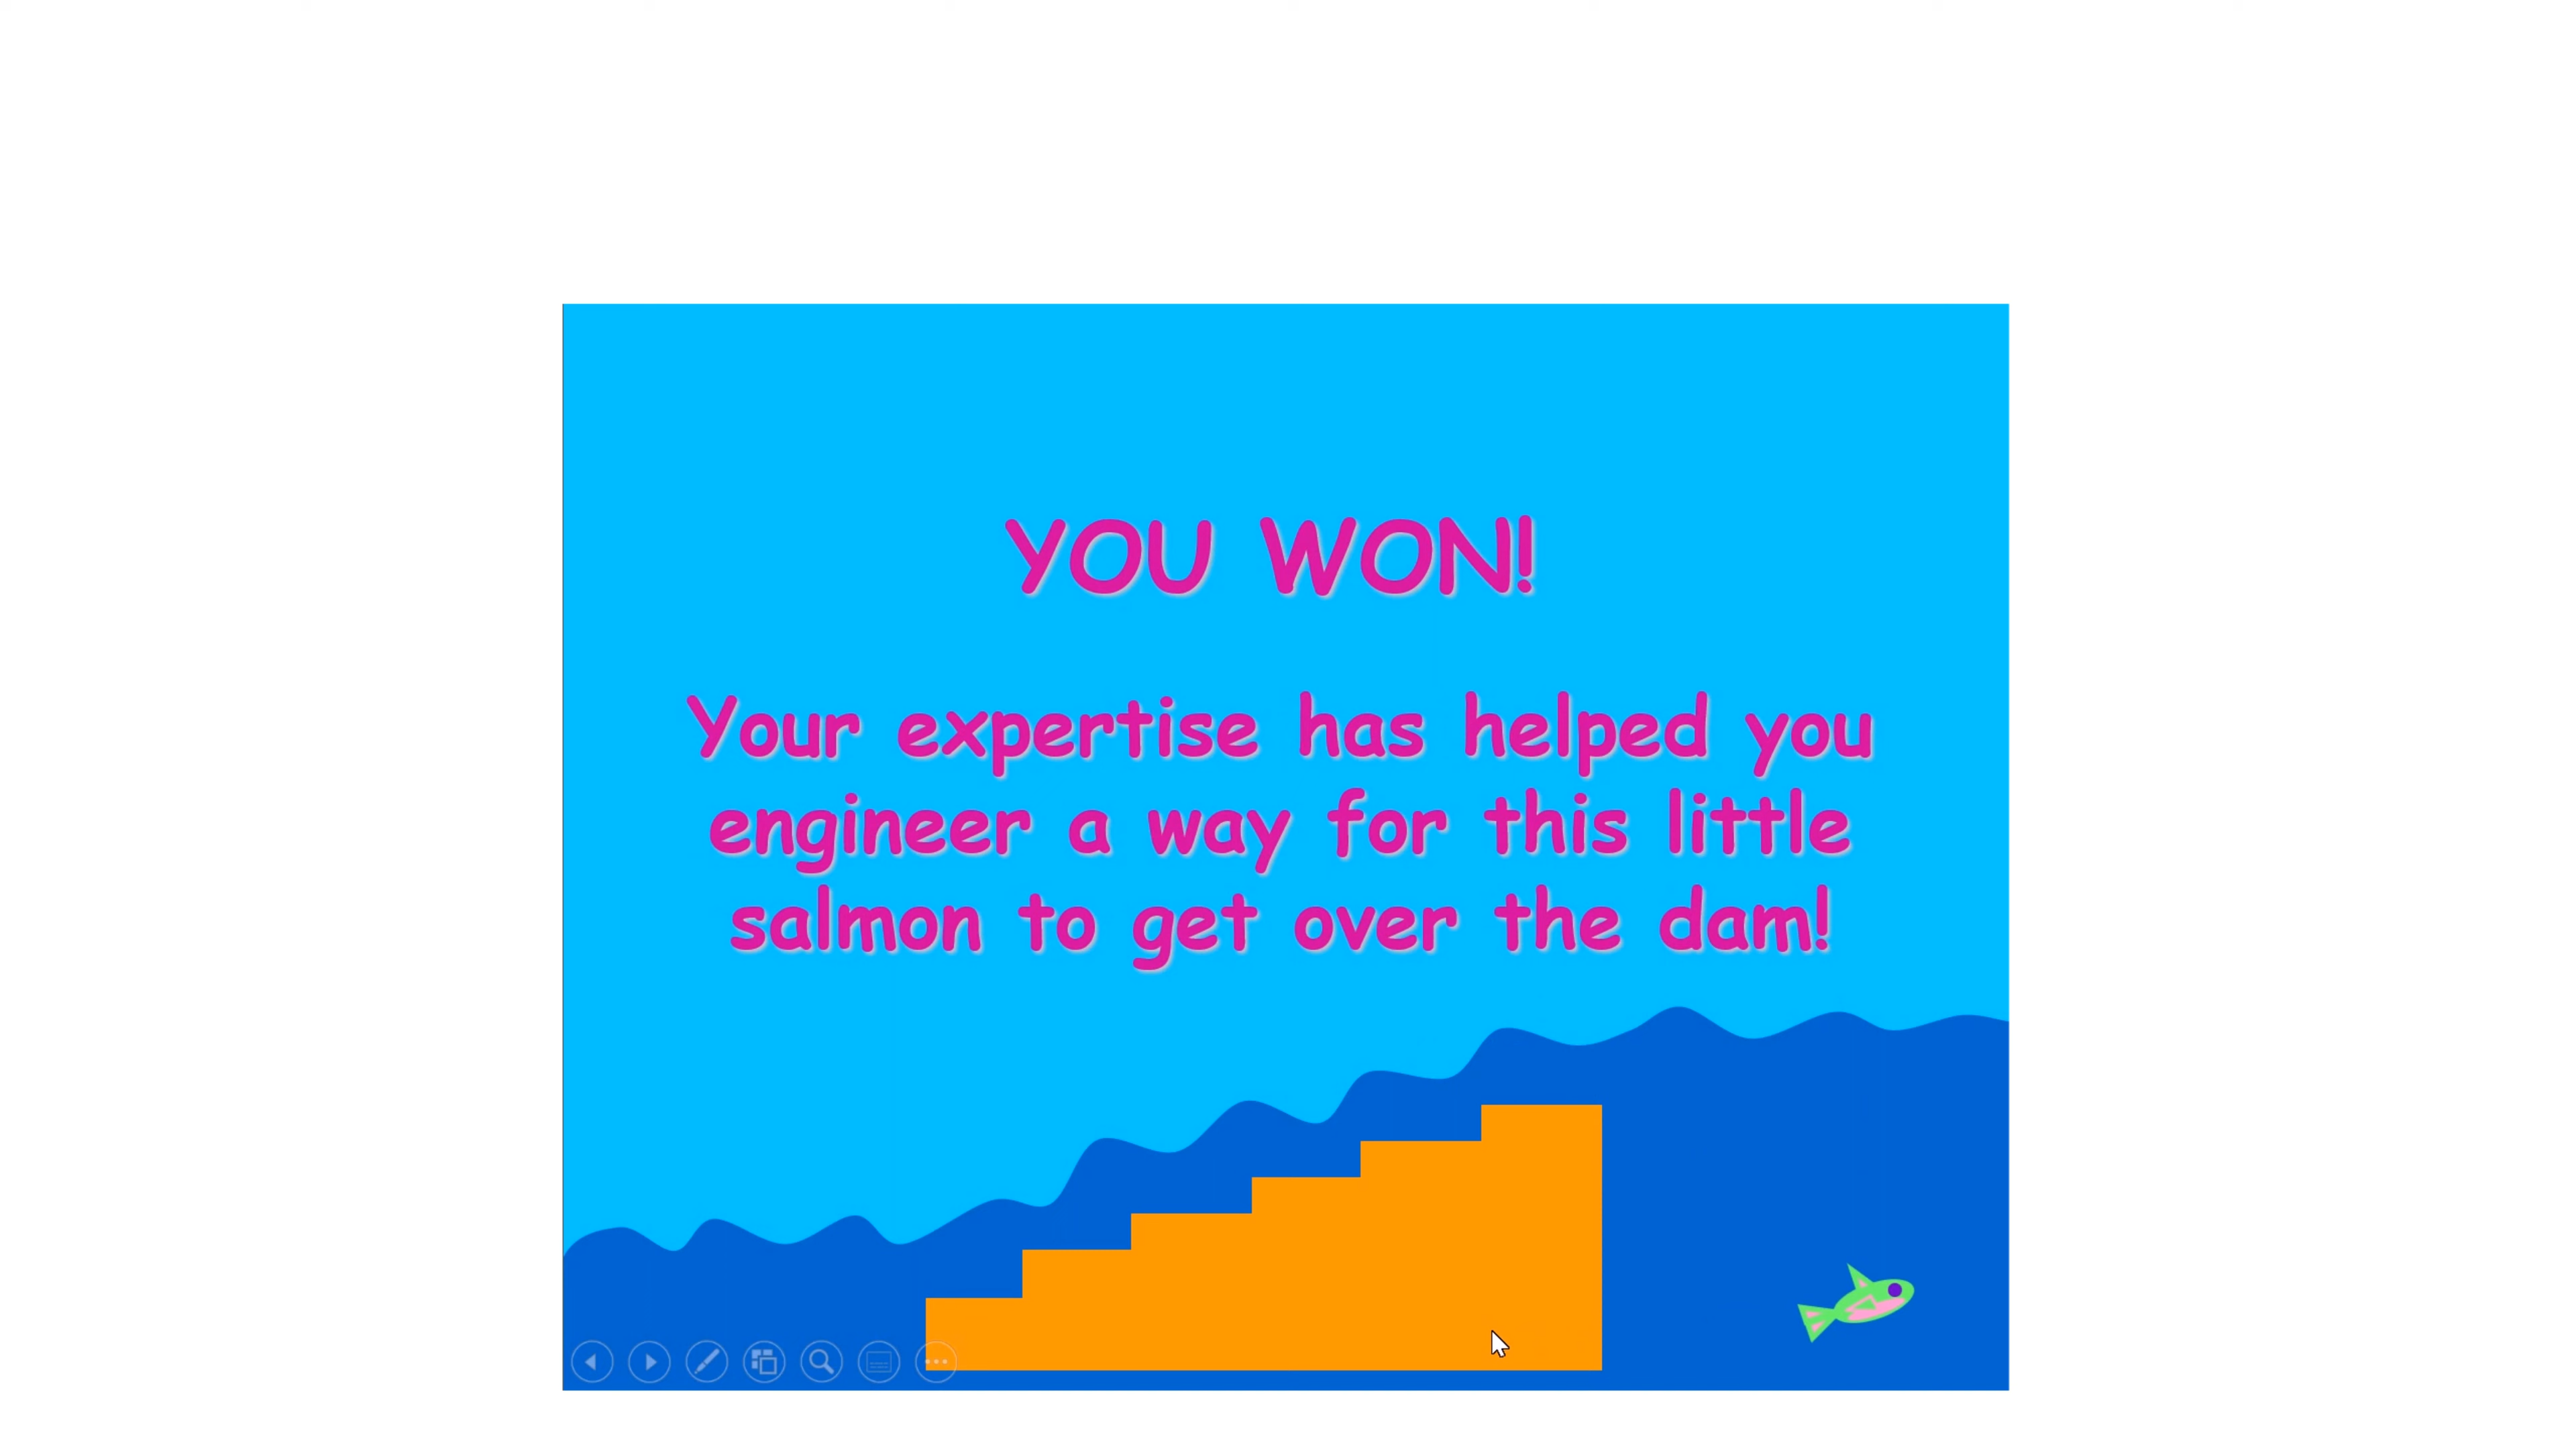 YOU WON!
Your expertise has helped you
engineer a way for this little
salmon to get over the dam!